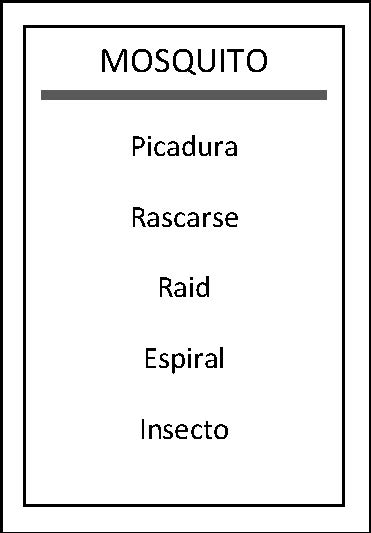 MOSQUITO
Picadura
Rascarse
Raid
Espiral
Insecto